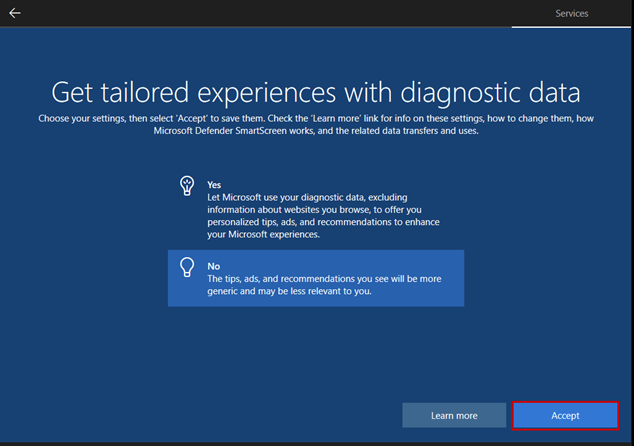 Services
Get tailored experiences with diagnostic data
Choose your settings, then select 'Accept' to save them. Check the 'Learn more' link for info on these settings, how to change them, how
Microsoft Defender SmartScreen works, and the related data transfers and uses.
Yes
Let Microsoft use your diagnostic data, excluding
information about websites you browse, to offer you
personalized tips, ads, and recommendations to enhance
your Microsoft experiences.
No
The tips, ads, and recommendations you see will be more
generic and may be less relevant to you.
Learn more
Accept